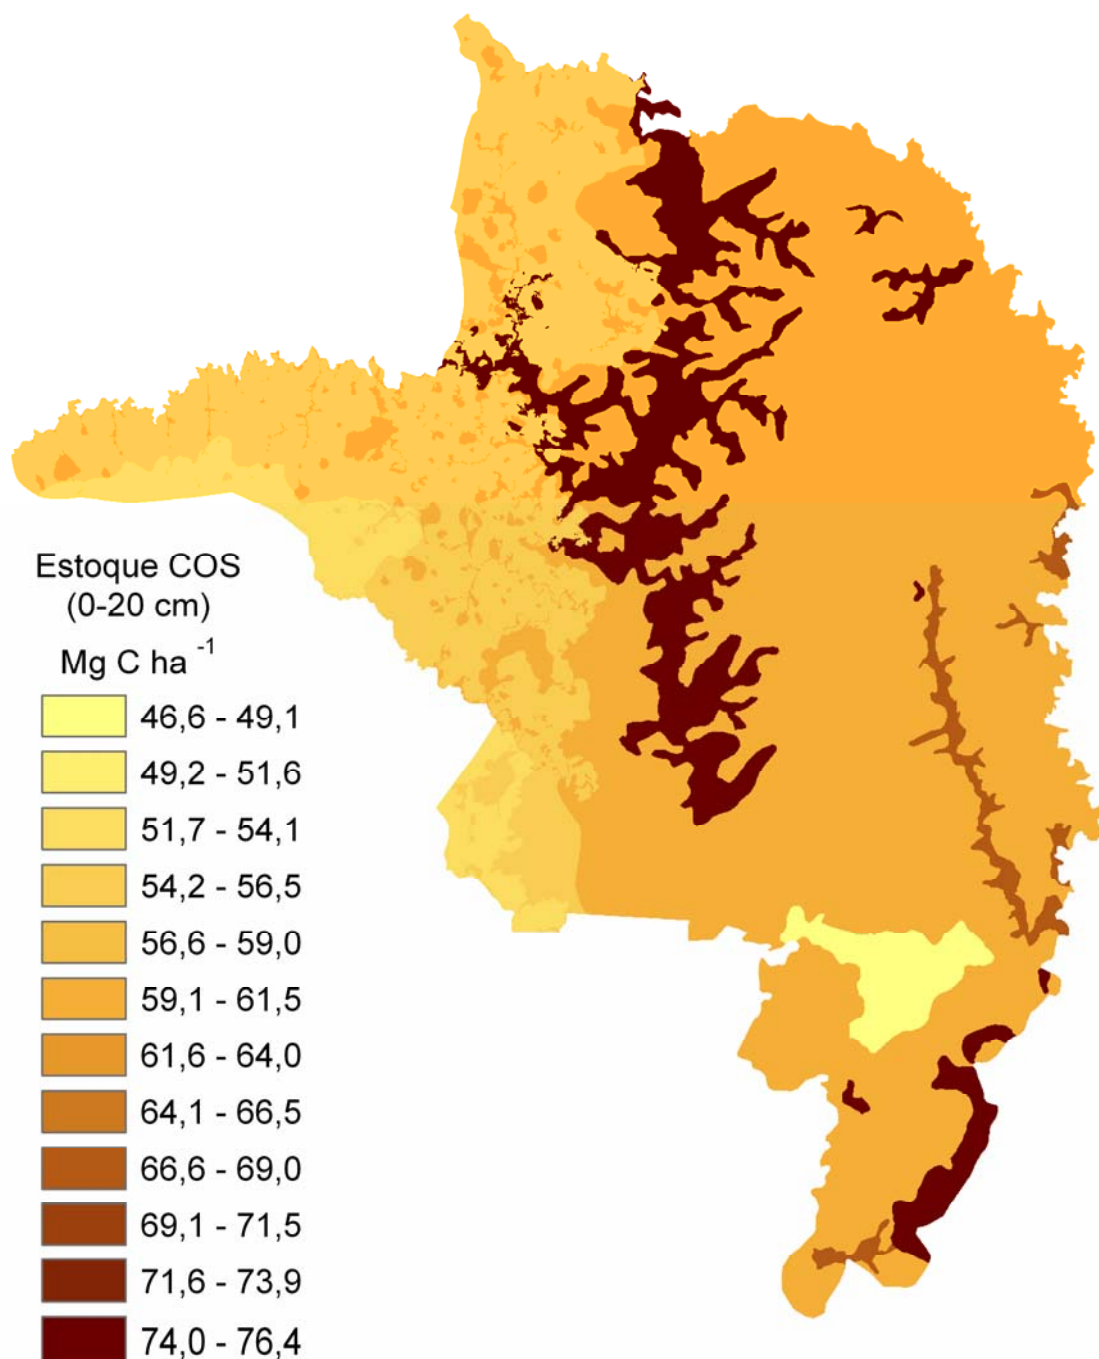 Estoque COS
(0-20 cm)
Mg C ha -1
46,6 - 49,1
49,2 - 51,6
51,7 - 54,1
54,2 - 56,5
56,6 - 59,0
59,1 - 61,5
61,6 - 64,0
64,1 - 66,5
66,6 - 69,0
69,1 - 71,5
71,6 - 73,9
74,0 - 76,4